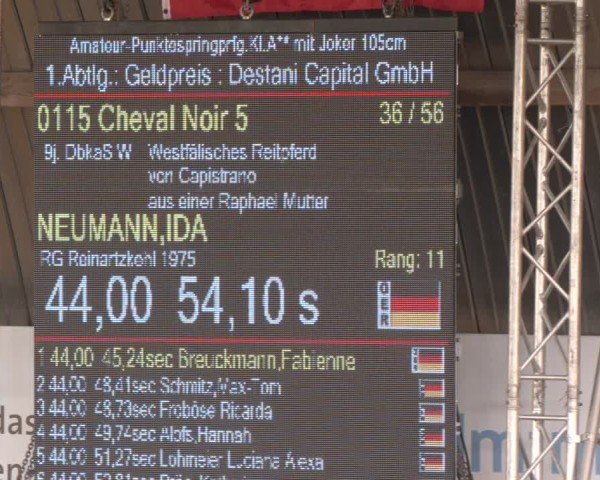 Amateur-Punktespringprfg.Kl.A** mit Joker 105cm
1.Abtlg.: Geldpreis : Destani Capital GmbH
0115 Cheval Noir 5 36 / 56
9j. DbkaS W Westfälisches Reitpferd
von Capistrano
aus einer Raphael Mutter
NEUMANN,IDA
RG Reinartzkehl 1975 Rang: 11
44,00 54,10 s
GER
1 44,00 45,24sec Breuckmann,Fabienne
2 44,00 48,41sec Schmitz,Max-Tom
3 44,00 48,73sec Froböse Ricarda
4 44,00 49,74sec Alofs,Hannah
5 44,00 51,27sec Lohmeier Luciana Alexa
das